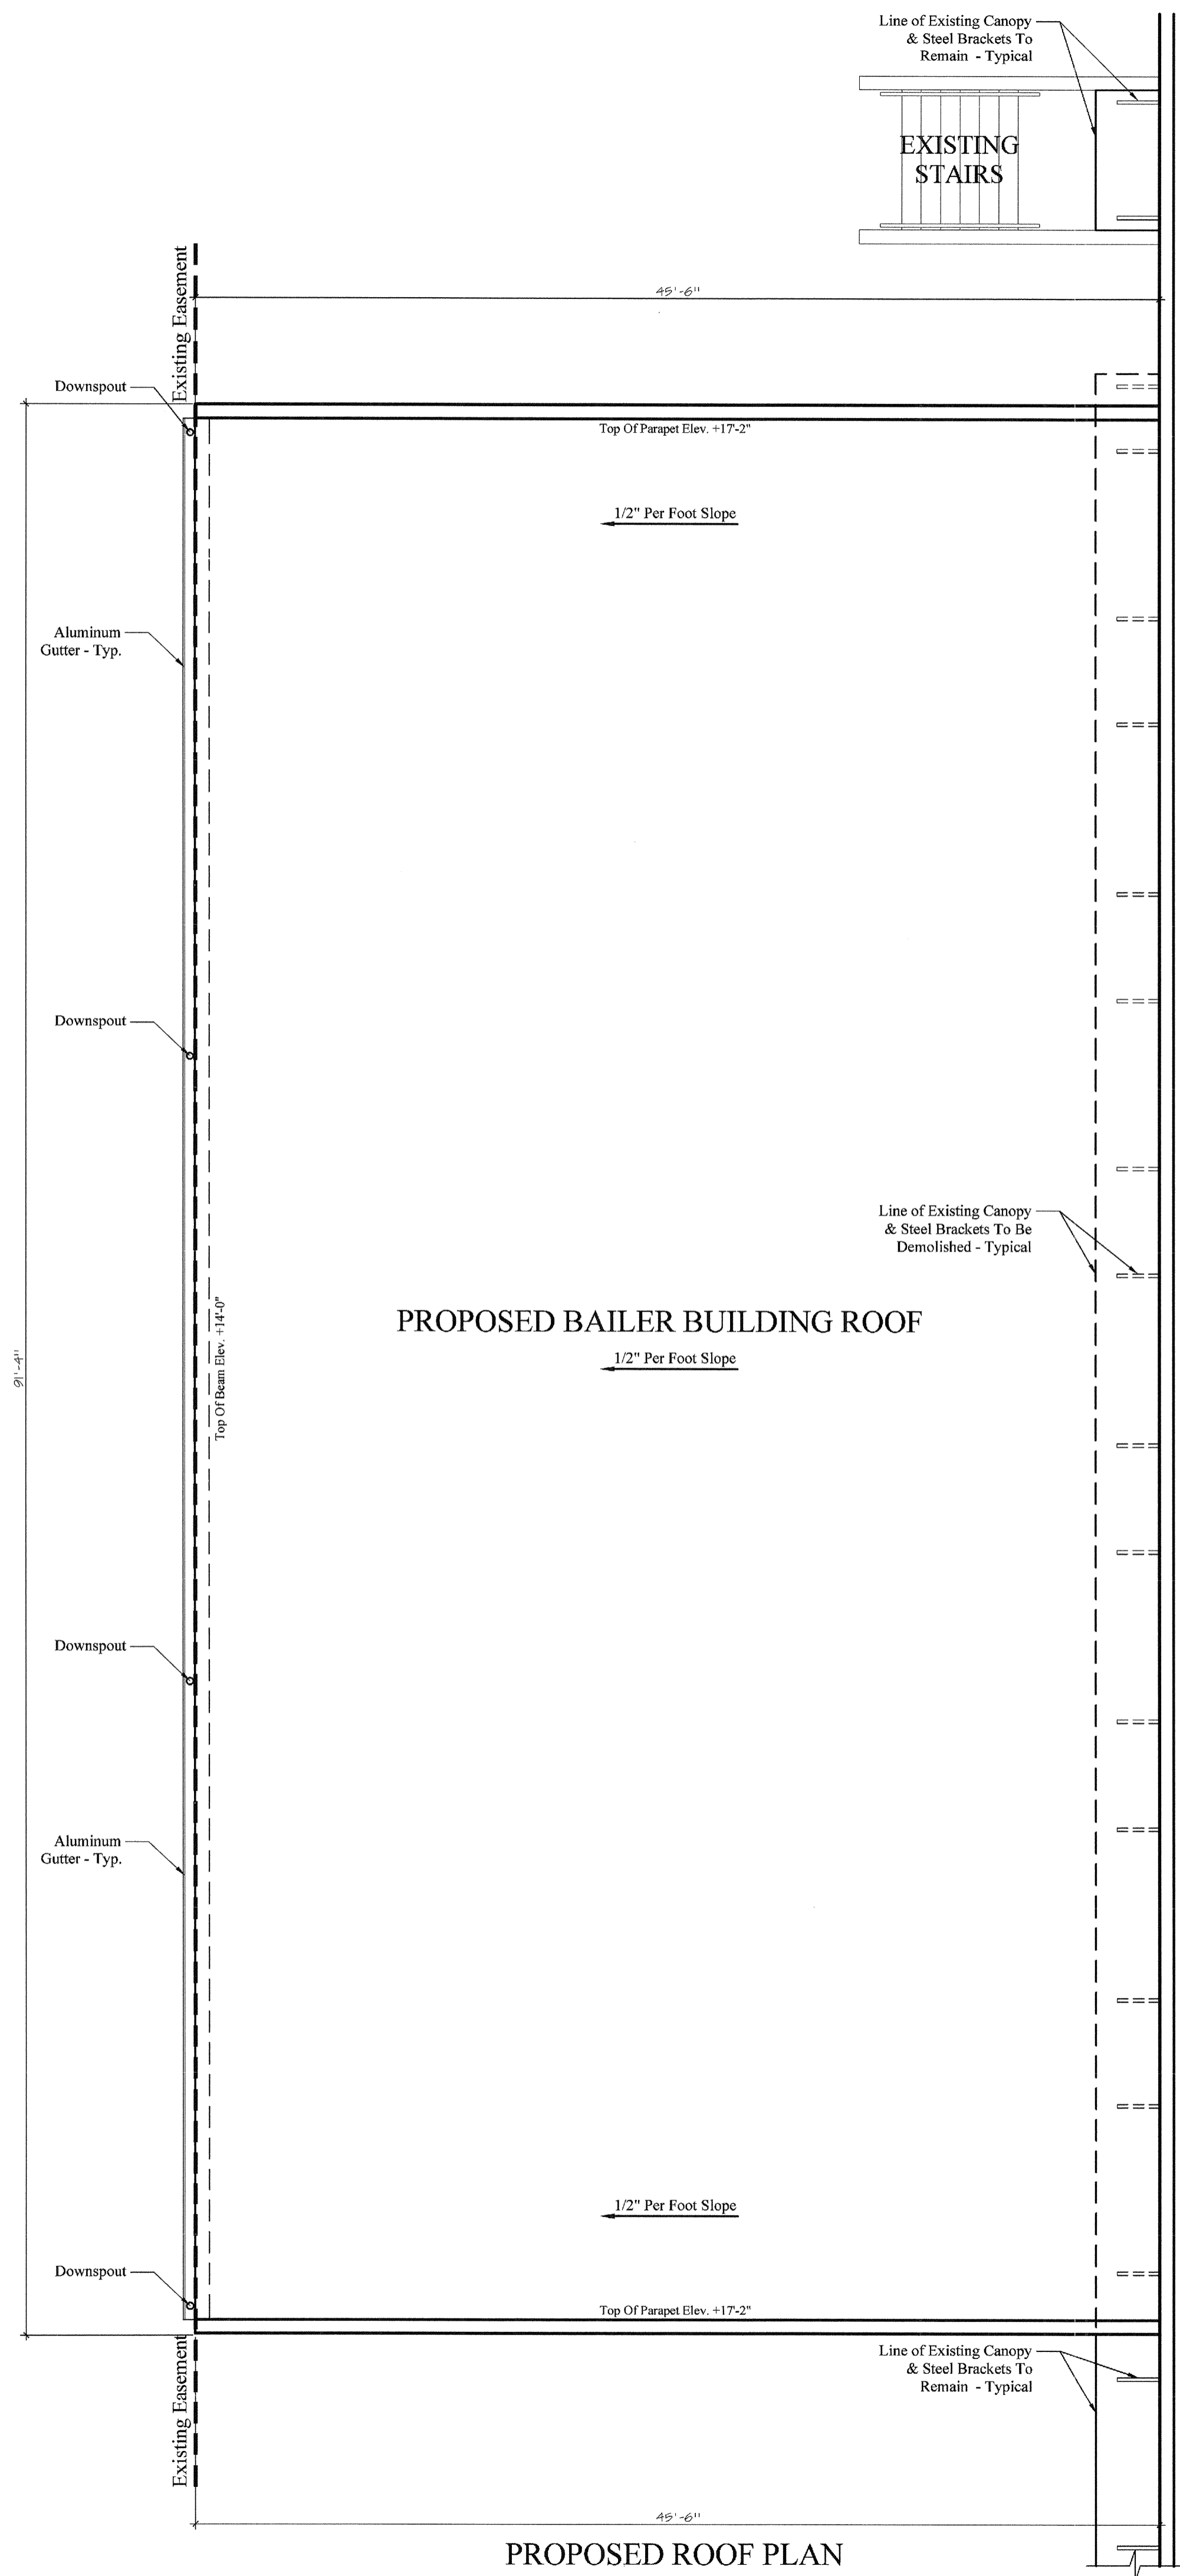 Line of Existing Canopy
& Steel Brackets To
Remain - Typical
EXISTING
STAIRS
Existing Easement
45'-6"
Downspout
Top Of Parapet Elev. +17'-2"
1/2" Per Foot Slope
Aluminum
Gutter - Typ.
Downspout
Line of Existing Canopy
& Steel Brackets To Be
Demolished - Typical
PROPOSED BAILER BUILDING ROOF
1/2" Per Foot Slope
Top Of Beam Elev. +14'-0"
91'-4"
Downspout
Aluminum
Gutter - Typ.
1/2" Per Foot Slope
Downspout
Top Of Parapet Elev. +17'-2"
Line of Existing Canopy
& Steel Brackets To
Remain - Typical
Existing Easement
45'-6"
PROPOSED ROOF PLAN